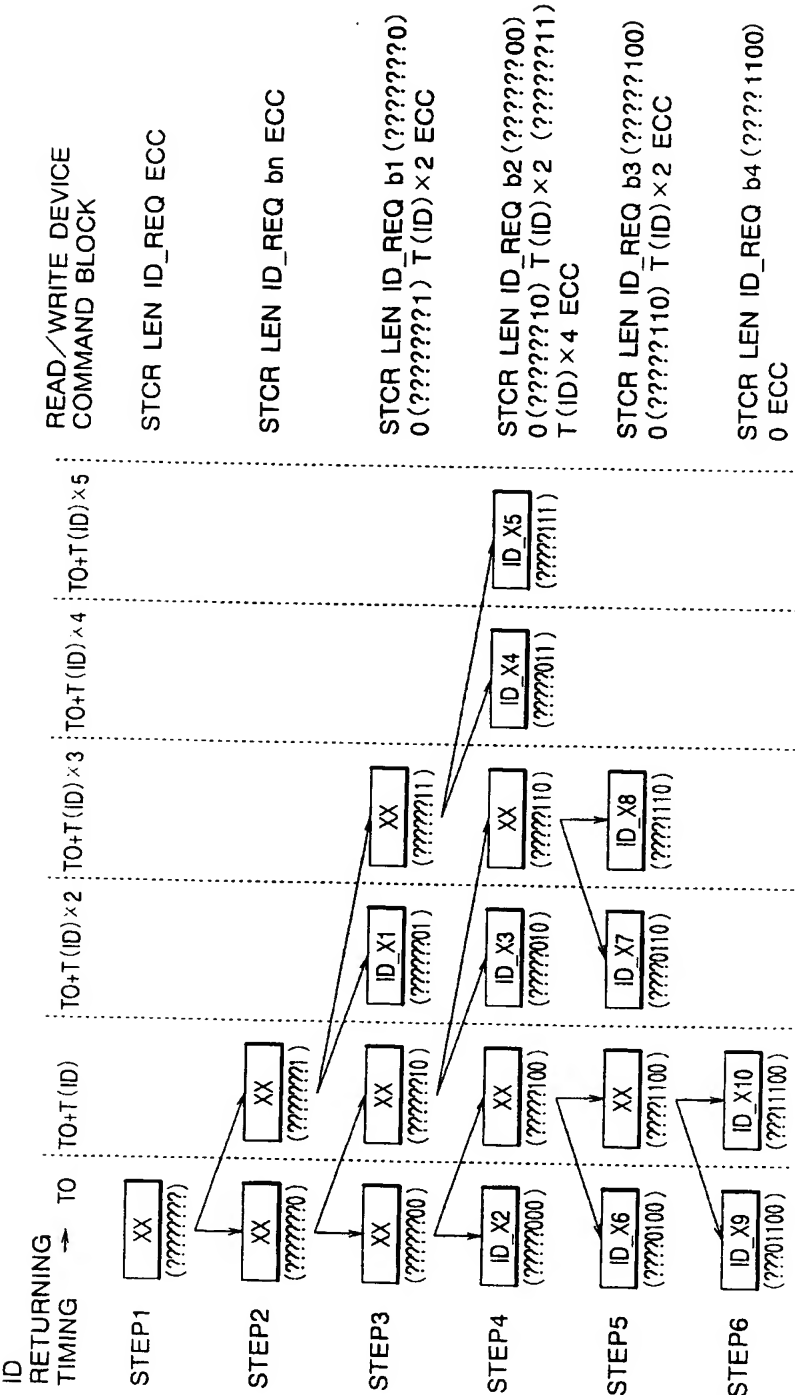 ID
RETURNING
TIMING → TO
TO+T(ID)
TO+T(ID)×2
TO+T(ID)×3
TO+T(ID)×4
TO+T(ID)×5
READ/WRITE DEVICE
COMMAND BLOCK
STEP1
XX
(????????)
STCR LEN ID_REQ ECC
STEP2
XX
(???????0)
XX
(???????1)
STCR LEN ID_REQ bn ECC
STEP3
XX
(??????00)
XX
(??????10)
ID_X1
(??????01)
XX
(??????11)
STCR LEN ID_REQ b1(???????0)
0(???????1) T(ID)×2 ECC
STEP4
ID_X2
(?????000)
XX
(?????100)
ID_X3
(?????010)
XX
(?????110)
ID_X4
(?????011)
ID_X5
(?????111)
STCR LEN ID_REQ b2(??????00)
0(??????10) T(ID)×2 (??????11)
T(ID)×4 ECC
STEP5
ID_X6
(????0100)
XX
(????1100)
ID_X7
(????0110)
ID_X8
(????1110)
STCR LEN ID_REQ b3(?????100)
0(?????110) T(ID)×2 ECC
STEP6
ID_X9
(???01100)
ID_X10
(???11100)
STCR LEN ID_REQ b4(????1100)
0 ECC